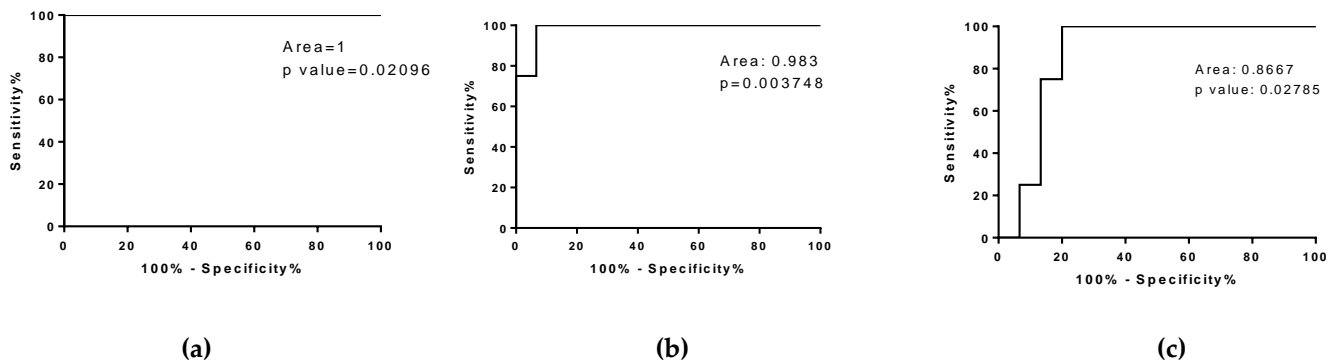 100
80
60
40
20
0
Sensitivity%
Area=1
p value=0.02096
0 20 40 60 80 100
100% - Specificity%
(a)
100
80
60
40
20
0
Sensitivity%
Area: 0.983
p=0.003748
0 20 40 60 80 100
100% - Specificity%
(b)
100
80
60
40
20
0
Sensitivity%
Area: 0.8667
p value: 0.02785
0 20 40 60 80 100
100% - Specificity%
(c)